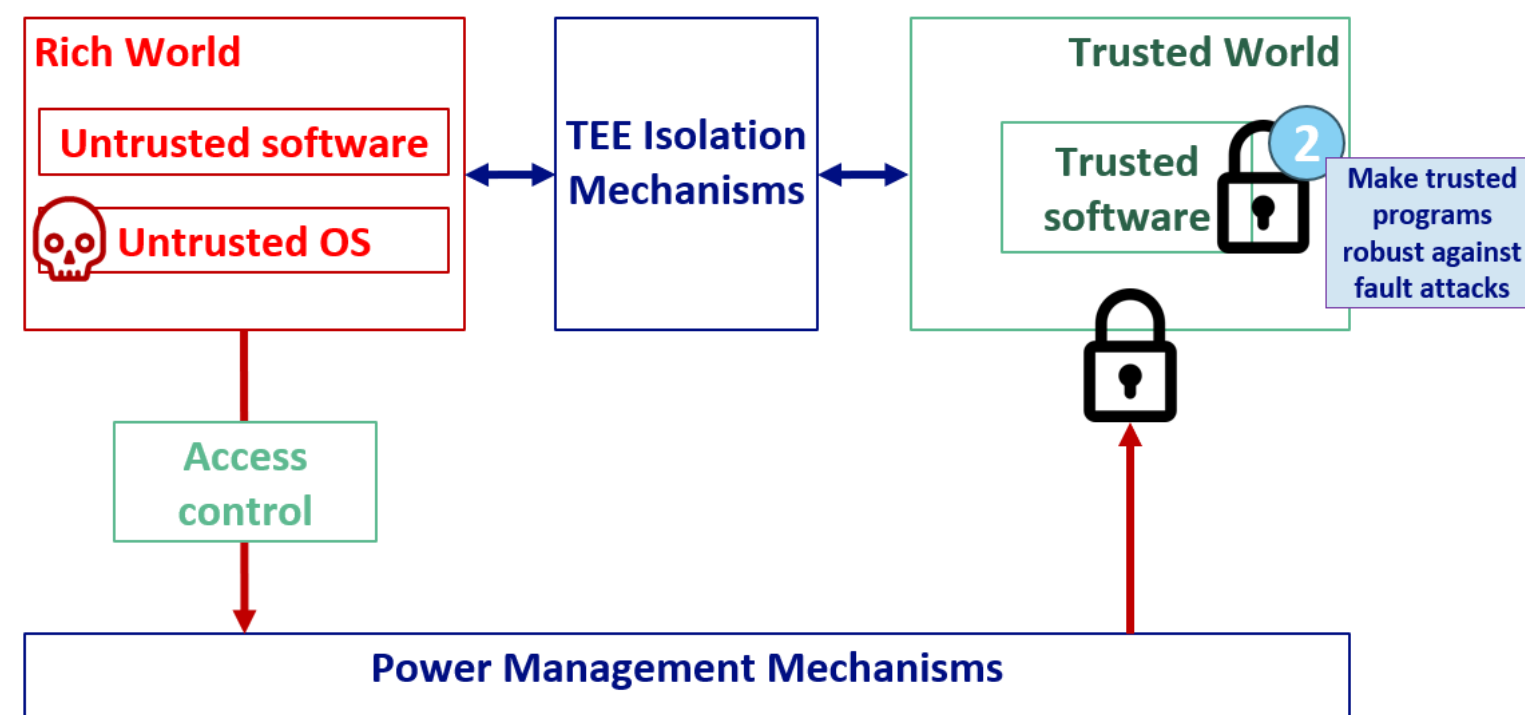 Rich World
Untrusted software
Untrusted OS
TEE Isolation
Mechanisms
Trusted World
Trusted
software
2
Make trusted
programs
robust against
fault attacks
Access
control
Power Management Mechanisms